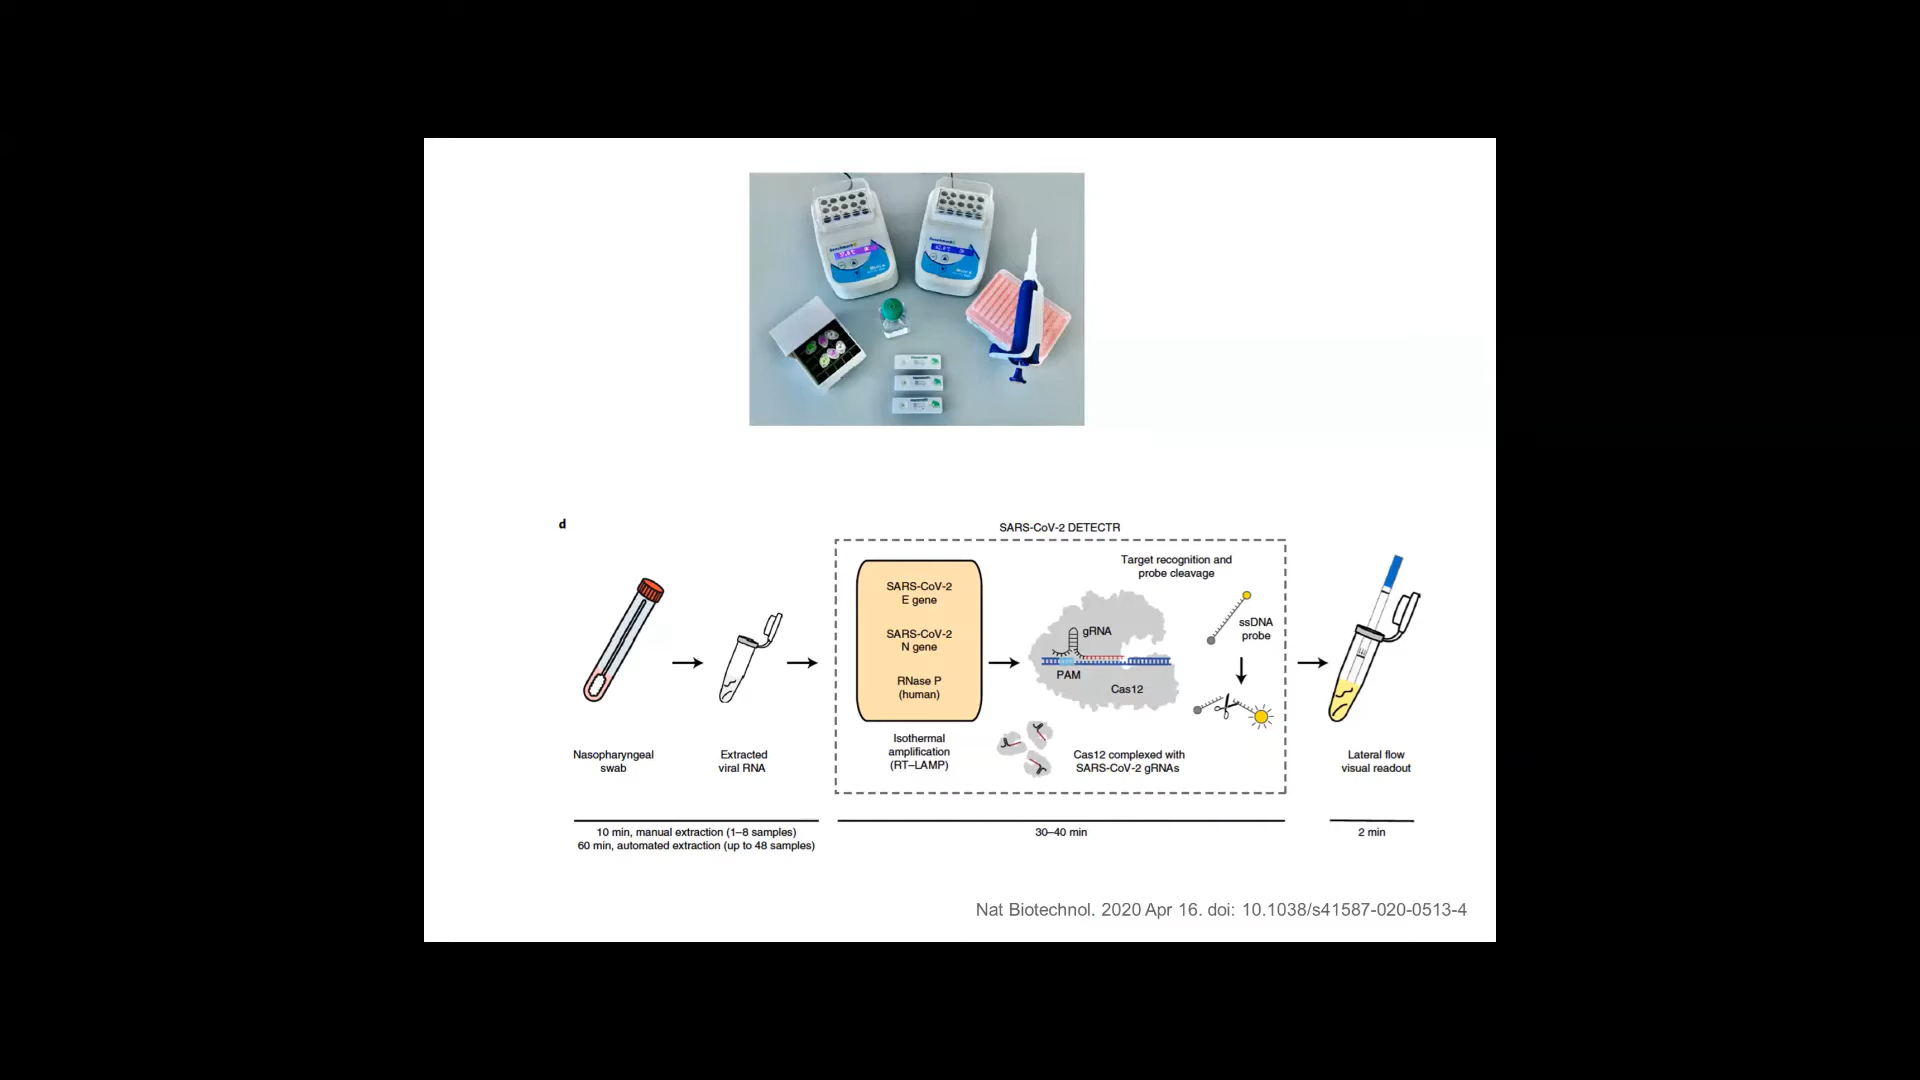 d
SARS-CoV-2 DETECTR
SARS-CoV-2
E gene
SARS-CoV-2
N gene
RNase P
(human)
Target recognition and
probe cleavage
gRNA
PAM
Cas12
ssDNA
probe
Nasopharyngeal
swab
Extracted
viral RNA
Isothermal
amplification
(RT–LAMP)
Cas12 complexed with
SARS-CoV-2 gRNAs
Lateral flow
visual readout
10 min, manual extraction (1–8 samples)
60 min, automated extraction (up to 48 samples)
30–40 min
2 min
Nat Biotechnol. 2020 Apr 16. doi: 10.1038/s41587-020-0513-4